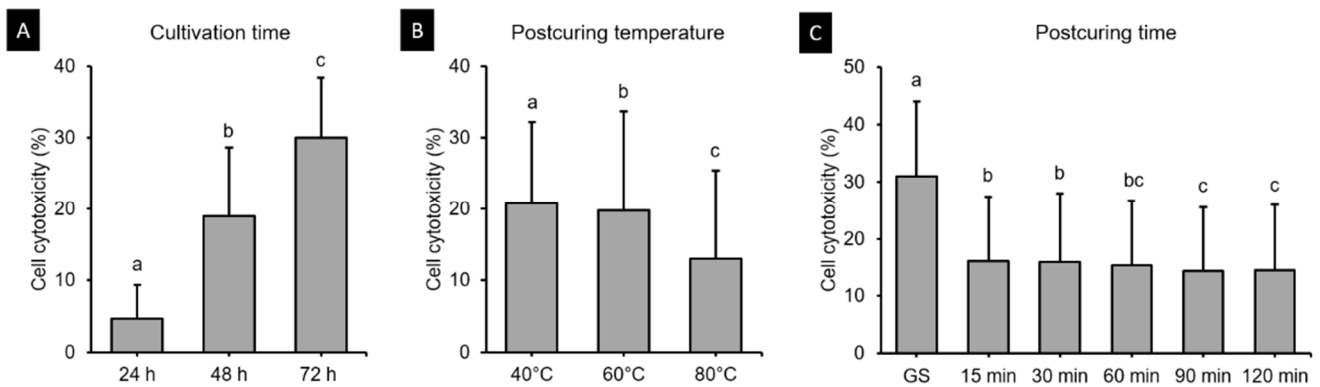 A
Cultivation time
Cell cytotoxicity (%)
40
30
20
10
0
a
b
c
24 h
48 h
72 h
B
Postcuring temperature
Cell cytotoxicity (%)
40
30
20
10
0
a
b
c
40°C
60°C
80°C
C
Postcuring time
Cell cytotoxicity (%)
50
40
30
20
10
0
a
b
b
bc
c
c
GS
15 min
30 min
60 min
90 min
120 min